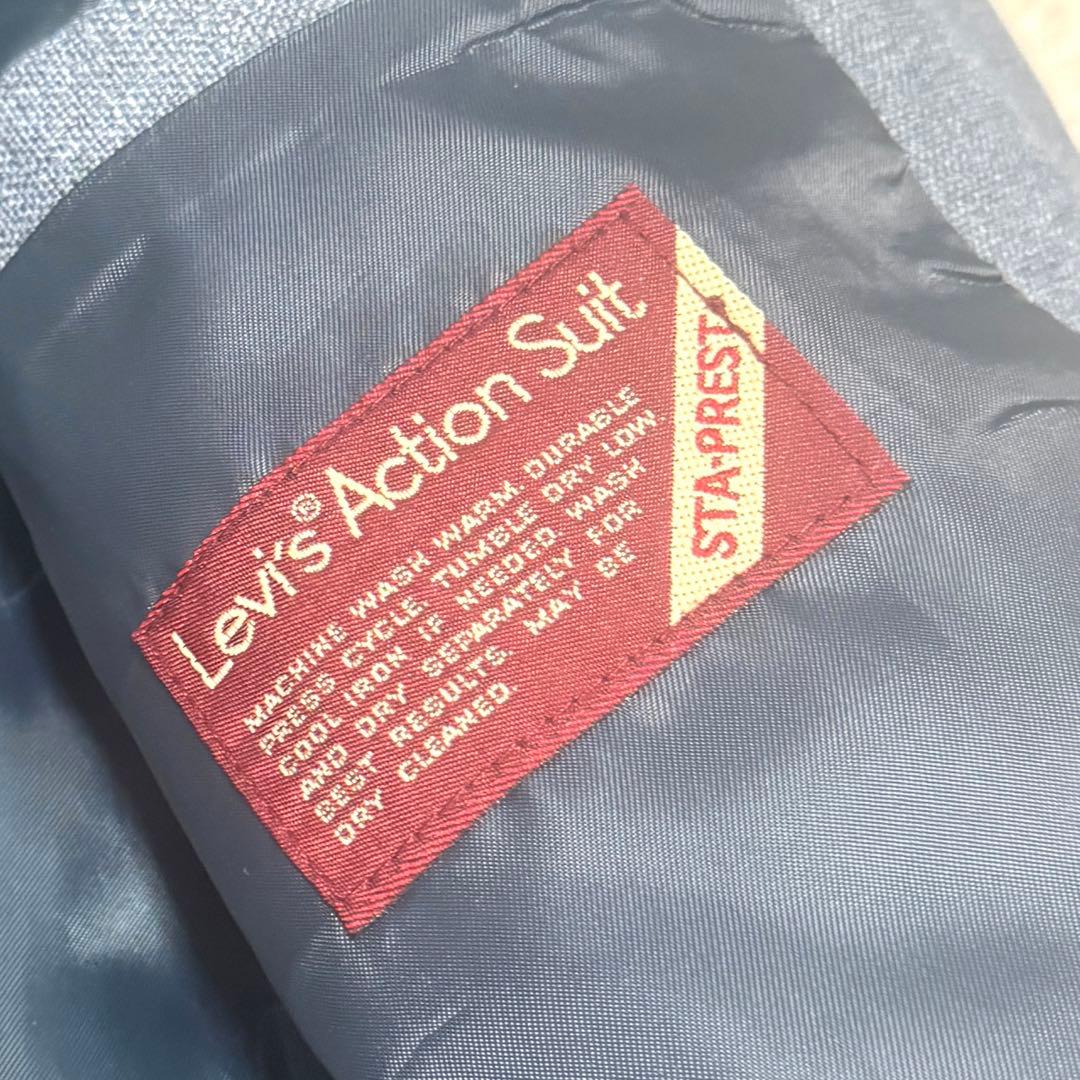 Levi's® Action Suit
MACHINE WASH WARM. DURABLE
PRESS CYCLE. TUMBLE DRY LOW.
COOL IRON IF NEEDED. WASH
AND DRY SEPARATELY FOR
BEST RESULTS. MAY BE
DRY CLEANED.
STA-PREST